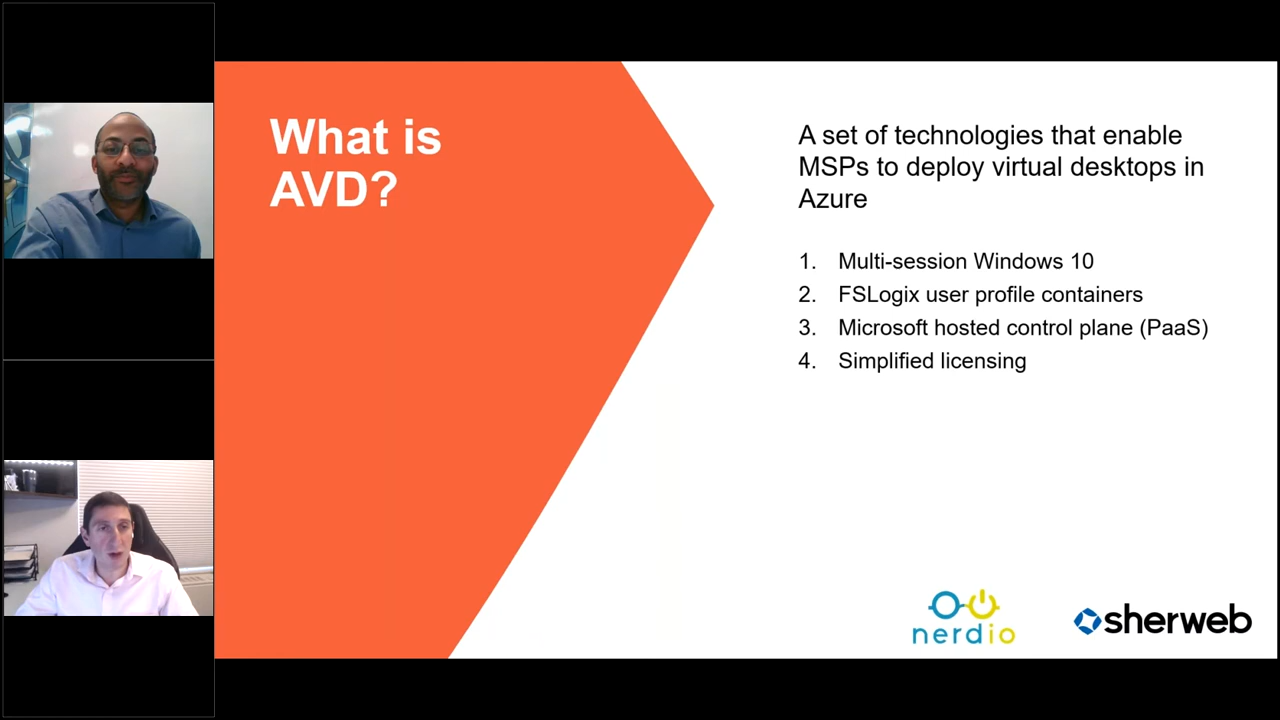 What is
AVD?
A set of technologies that enable
MSPs to deploy virtual desktops in
Azure
1. Multi-session Windows 10
2. FSLogix user profile containers
3. Microsoft hosted control plane (PaaS)
4. Simplified licensing
nerdio
sherweb